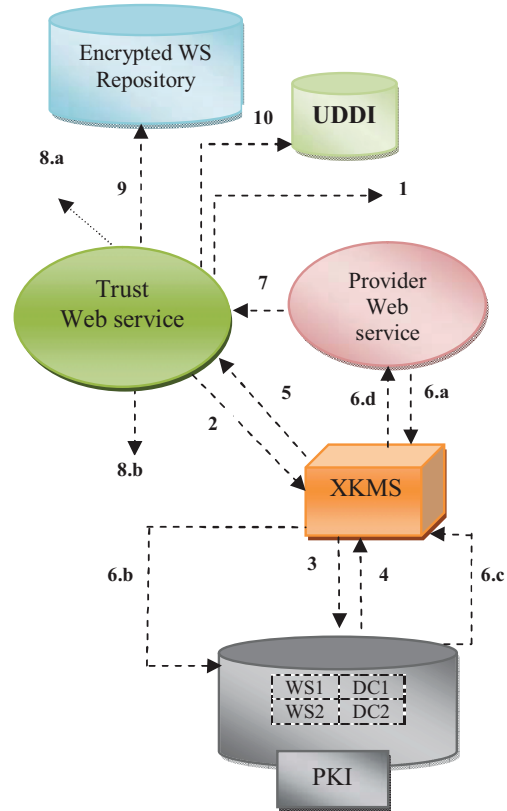 Encrypted WS
Repository
10
UDDI
8.a
9
1
7
Trust
Web service
Provider
Web
service
5
6.d
6.a
2
8.b
XKMS
6.b
3
4
6.c
WS1 DC1
WS2 DC2
PKI